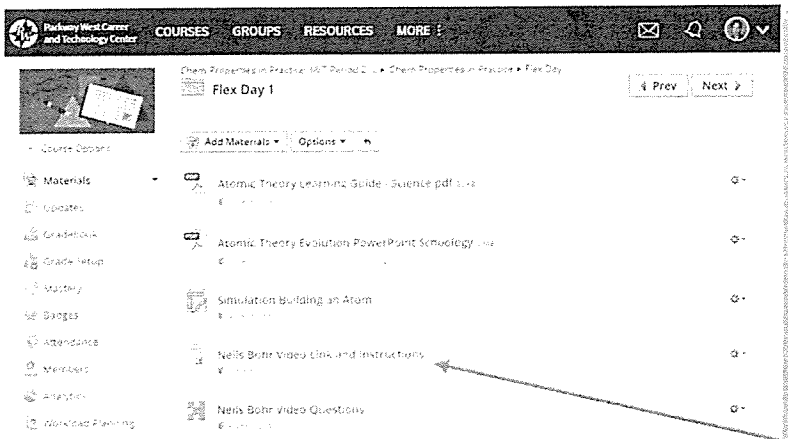 Parkway West Career
and Technology Center
COURSES GROUPS RESOURCES MORE
Flex Day 1
Prev Next
Course Options
Add Materials Options
Materials
Updates
Gradebook
Grade Setup
Mastery
Badges
Attendance
Members
Analytics
Workload Planning
Atomic Theory Learning Guide - Science pdf
Atomic Theory Evolution PowerPoint Schoology
Simulation Building an Atom
Neils Bohr Video Link and Instructions
Neils Bohr Video Questions